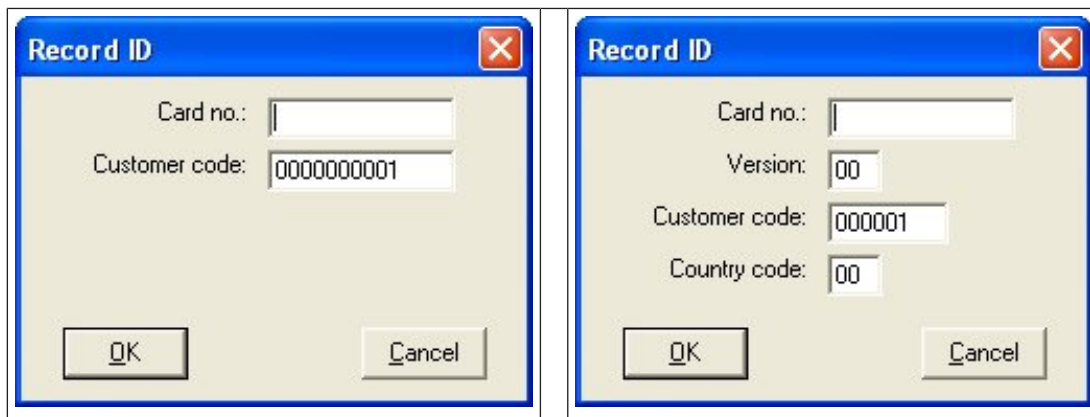 Record ID
Card no.:
Customer code: 0000000001
OK Cancel
Record ID
Card no.:
Version: 00
Customer code: 000001
Country code: 00
OK Cancel